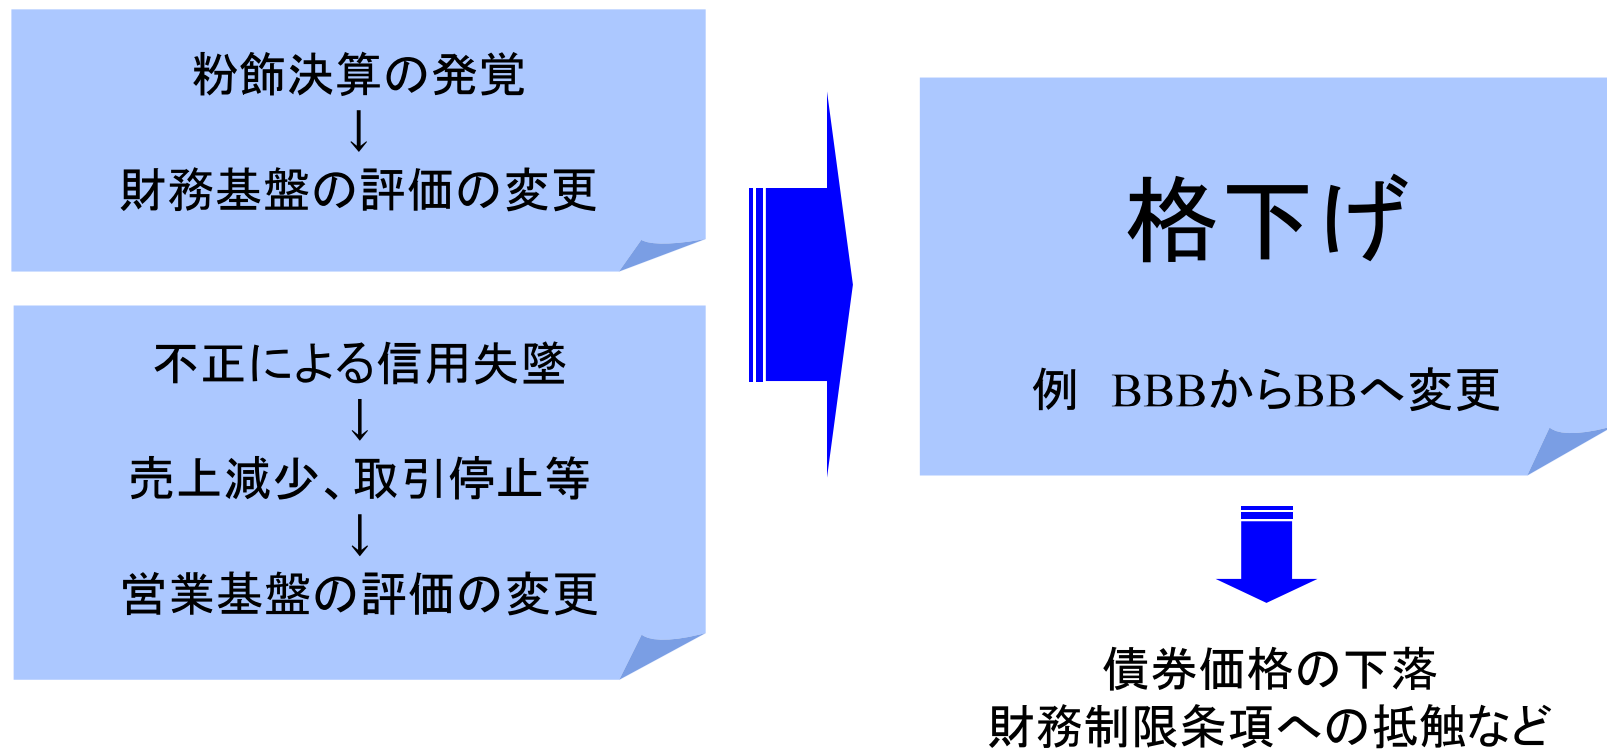 粉飾決算の発覚
↓
財務基盤の評価の変更
不正による信用失墜
↓
売上減少、取引停止等
↓
営業基盤の評価の変更
格下げ
例　BBBからBBへ変更
債券価格の下落
財務制限条項への抵触など